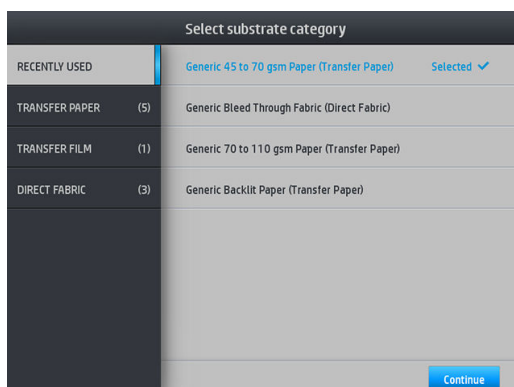 Select substrate category
RECENTLY USED
TRANSFER PAPER (5)
TRANSFER FILM (1)
DIRECT FABRIC (3)
Generic 45 to 70 gsm Paper (Transfer Paper) Selected ✓
Generic Bleed Through Fabric (Direct Fabric)
Generic 70 to 110 gsm Paper (Transfer Paper)
Generic Backlit Paper (Transfer Paper)
Continue